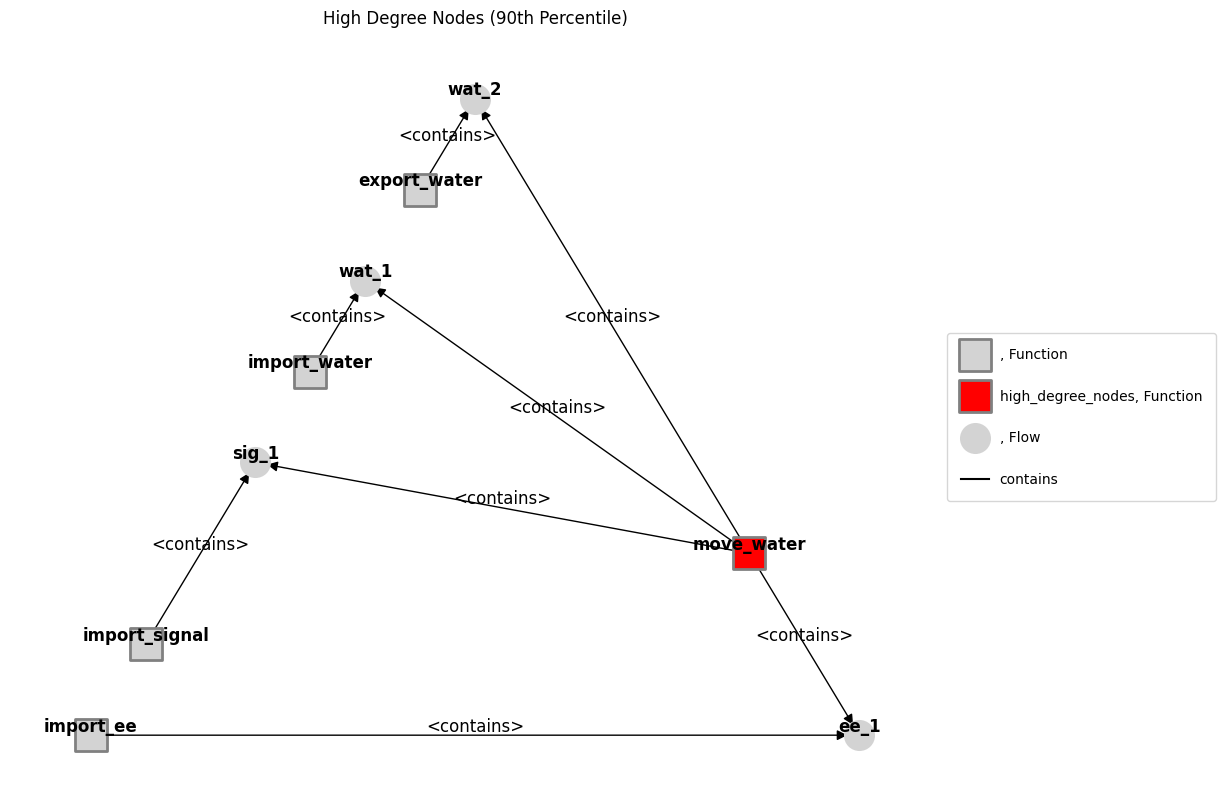 High Degree Nodes (90th Percentile)
wat_2
<contains>
export_water
wat_1
<contains>
<contains>
import_water
<contains>
sig_1
<contains>
<contains>
move_water
import_signal
<contains>
import_ee
<contains>
ee_1
, Function
high_degree_nodes, Function
, Flow
contains